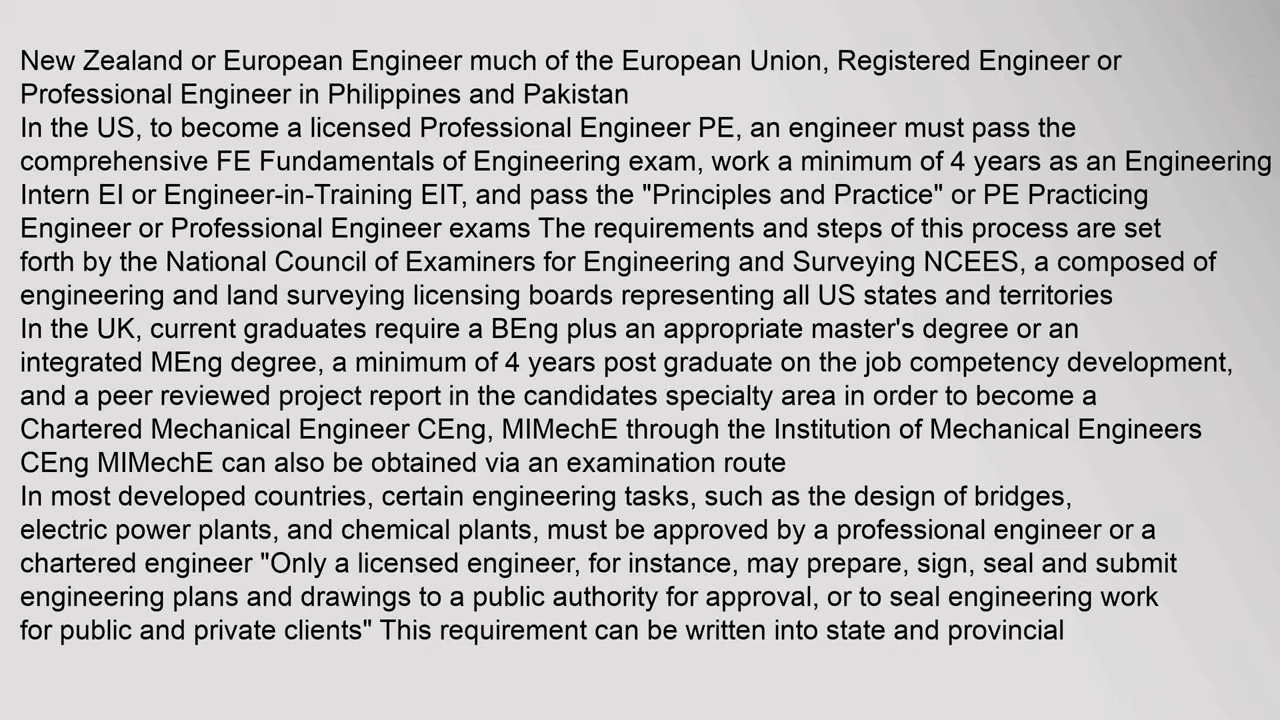 New Zealand or European Engineer much of the European Union, Registered Engineer or
Professional Engineer in Philippines and Pakistan
In the US, to become a licensed Professional Engineer PE, an engineer must pass the
comprehensive FE Fundamentals of Engineering exam, work a minimum of 4 years as an Engineering
Intern EI or Engineer-in-Training EIT, and pass the "Principles and Practice" or PE Practicing
Engineer or Professional Engineer exams The requirements and steps of this process are set
forth by the National Council of Examiners for Engineering and Surveying NCEES, a composed of
engineering and land surveying licensing boards representing all US states and territories
In the UK, current graduates require a BEng plus an appropriate master's degree or an
integrated MEng degree, a minimum of 4 years post graduate on the job competency development,
and a peer reviewed project report in the candidates specialty area in order to become a
Chartered Mechanical Engineer CEng, MIMechE through the Institution of Mechanical Engineers
CEng MIMechE can also be obtained via an examination route
In most developed countries, certain engineering tasks, such as the design of bridges,
electric power plants, and chemical plants, must be approved by a professional engineer or a
chartered engineer "Only a licensed engineer, for instance, may prepare, sign, seal and submit
engineering plans and drawings to a public authority for approval, or to seal engineering work
for public and private clients" This requirement can be written into state and provincial